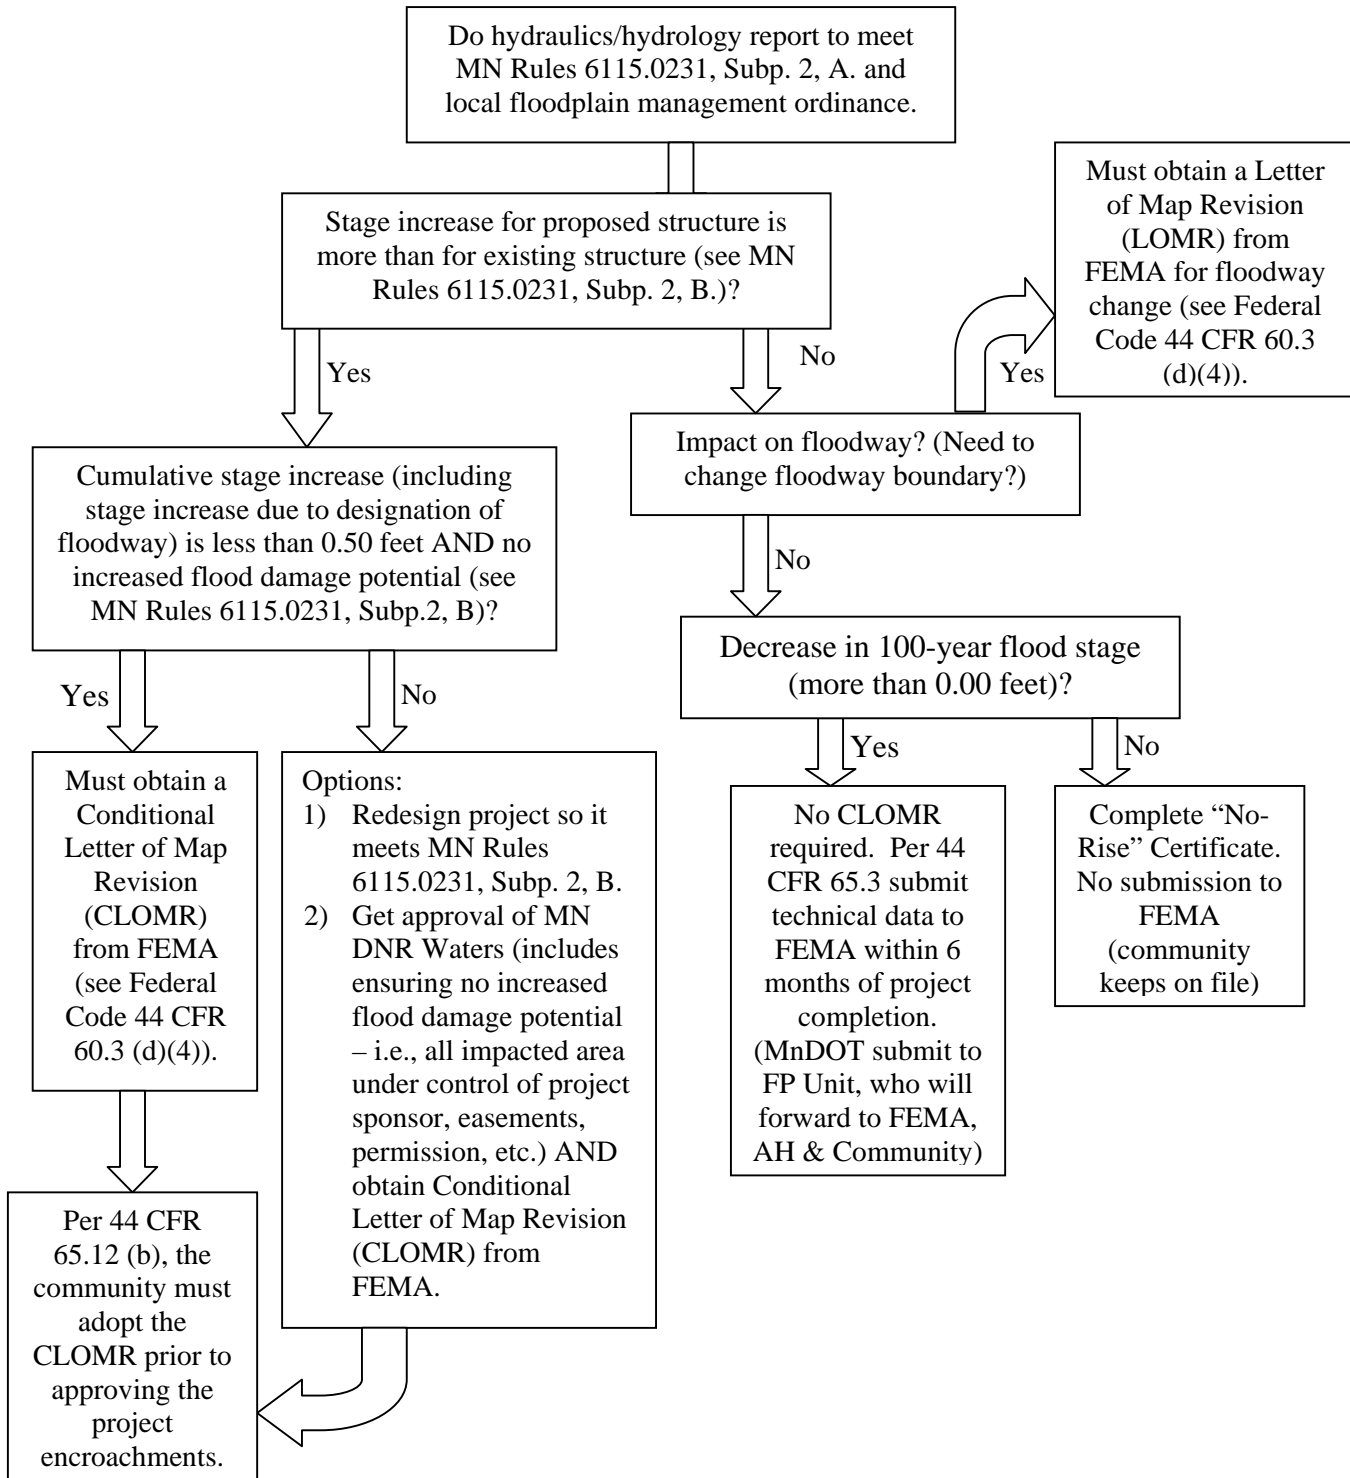 Do hydraulics/hydrology report to meet
MN Rules 6115.0231, Subp. 2, A. and
local floodplain management ordinance.
Stage increase for proposed structure is
more than for existing structure (see MN
Rules 6115.0231, Subp. 2, B.)?
Must obtain a Letter
of Map Revision
(LOMR) from
FEMA for floodway
change (see Federal
Code 44 CFR 60.3
(d)(4)).
Yes
No
Yes
Cumulative stage increase (including
stage increase due to designation of
floodway) is less than 0.50 feet AND no
increased flood damage potential (see
MN Rules 6115.0231, Subp.2, B)?
Impact on floodway? (Need to
change floodway boundary?)
No
Decrease in 100-year flood stage
(more than 0.00 feet)?
Yes
No
Yes
No
Must obtain a
Conditional
Letter of Map
Revision
(CLOMR)
from FEMA
(see Federal
Code 44 CFR
60.3 (d)(4)).
Options:
1) Redesign project so it
meets MN Rules
6115.0231, Subp. 2, B.
2) Get approval of MN
DNR Waters (includes
ensuring no increased
flood damage potential
– i.e., all impacted area
under control of project
sponsor, easements,
permission, etc.) AND
obtain Conditional
Letter of Map Revision
(CLOMR) from
FEMA.
No CLOMR
required. Per 44
CFR 65.3 submit
technical data to
FEMA within 6
months of project
completion.
(MnDOT submit to
FP Unit, who will
forward to FEMA,
AH & Community)
Complete “No-
Rise” Certificate.
No submission to
FEMA
(community
keeps on file)
Per 44 CFR
65.12 (b), the
community must
adopt the
CLOMR prior to
approving the
project
encroachments.